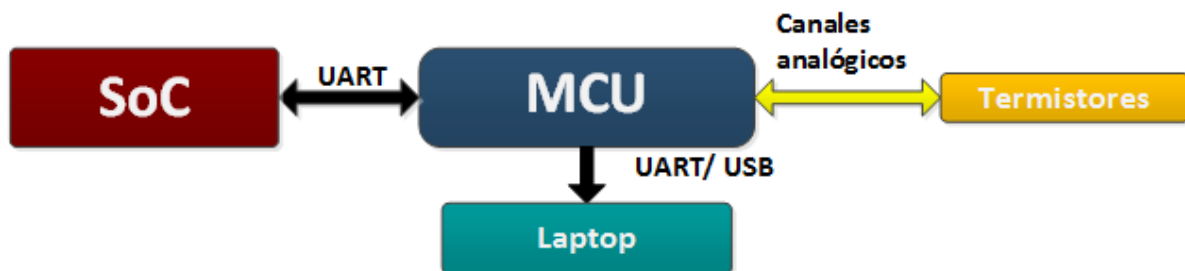 SoC
UART
MCU
Canales
analógicos
Termistores
UART/ USB
Laptop